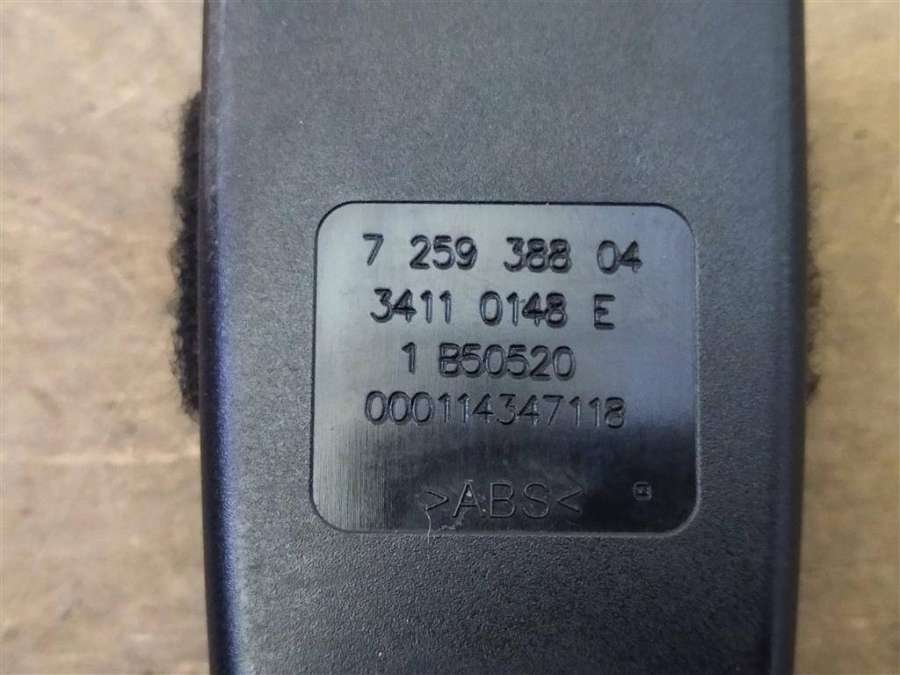 7 259 388 04
3411 0148 E
1 B50520
000114347118
>ABS<